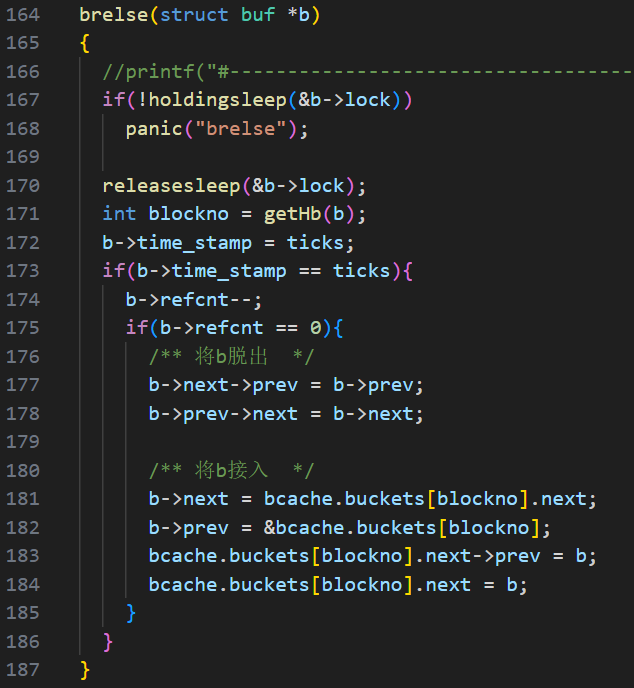 164 brelse(struct buf *b)
165 {
166   //printf("#-----------------------------------
167   if(!holdingsleep(&b->lock))
168     panic("brelse");
169
170   releasesleep(&b->lock);
171   int blockno = getHb(b);
172   b->time_stamp = ticks;
173   if(b->time_stamp == ticks){
174     b->refcnt--;
175     if(b->refcnt == 0){
176       /** 将b脱出  */
177       b->next->prev = b->prev;
178       b->prev->next = b->next;
179
180       /** 将b接入  */
181       b->next = bcache.buckets[blockno].next;
182       b->prev = &bcache.buckets[blockno];
183       bcache.buckets[blockno].next->prev = b;
184       bcache.buckets[blockno].next = b;
185     }
186   }
187 }